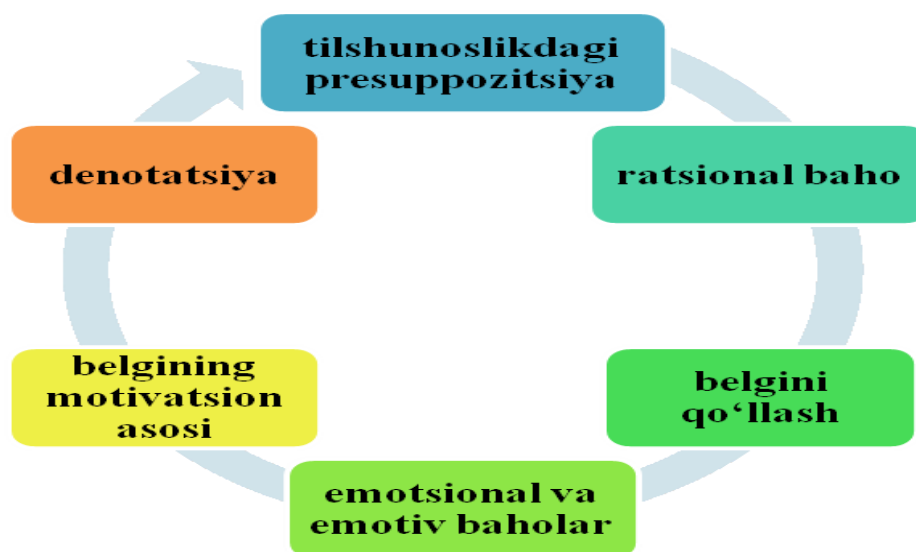 tilshunoslikdagi
presuppozitsiya
ratsional baho
belgini
qo‘llash
emotsional va
emotiv baholar
belgining
motivatsion
asosi
denotatsiya